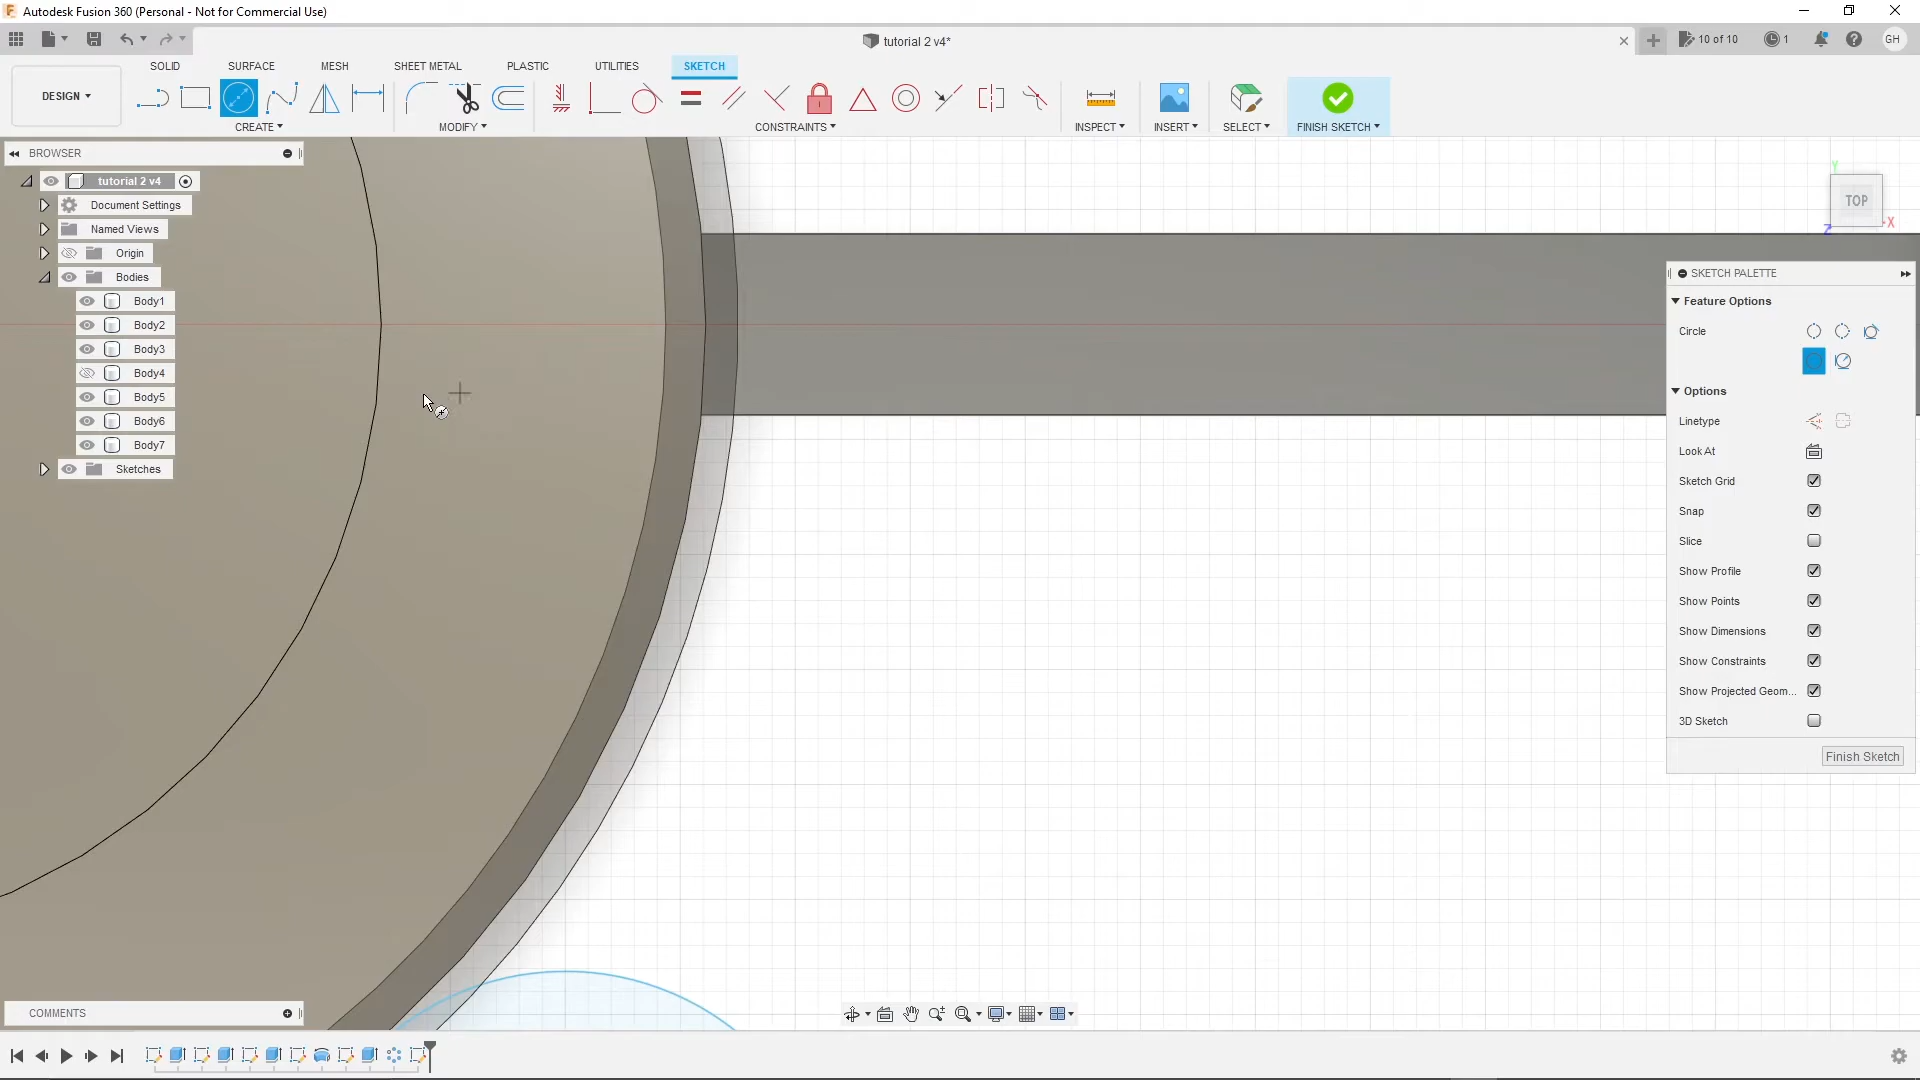 Autodesk Fusion 360 (Personal - Not for Commercial Use)
tutorial 2 v4*
10 of 10
1
GH
SOLID
SURFACE
MESH
SHEET METAL
PLASTIC
UTILITIES
SKETCH
DESIGN
CREATE
MODIFY
CONSTRAINTS
INSPECT
INSERT
SELECT
FINISH SKETCH
BROWSER
tutorial 2 v4
Document Settings
Named Views
Origin
Bodies
Body1
Body2
Body3
Body4
Body5
Body6
Body7
Sketches
Y
TOP
X
Z
SKETCH PALETTE
Feature Options
Circle
Options
Linetype
Look At
Sketch Grid
Snap
Slice
Show Profile
Show Points
Show Dimensions
Show Constraints
Show Projected Geom...
3D Sketch
Finish Sketch
COMMENTS